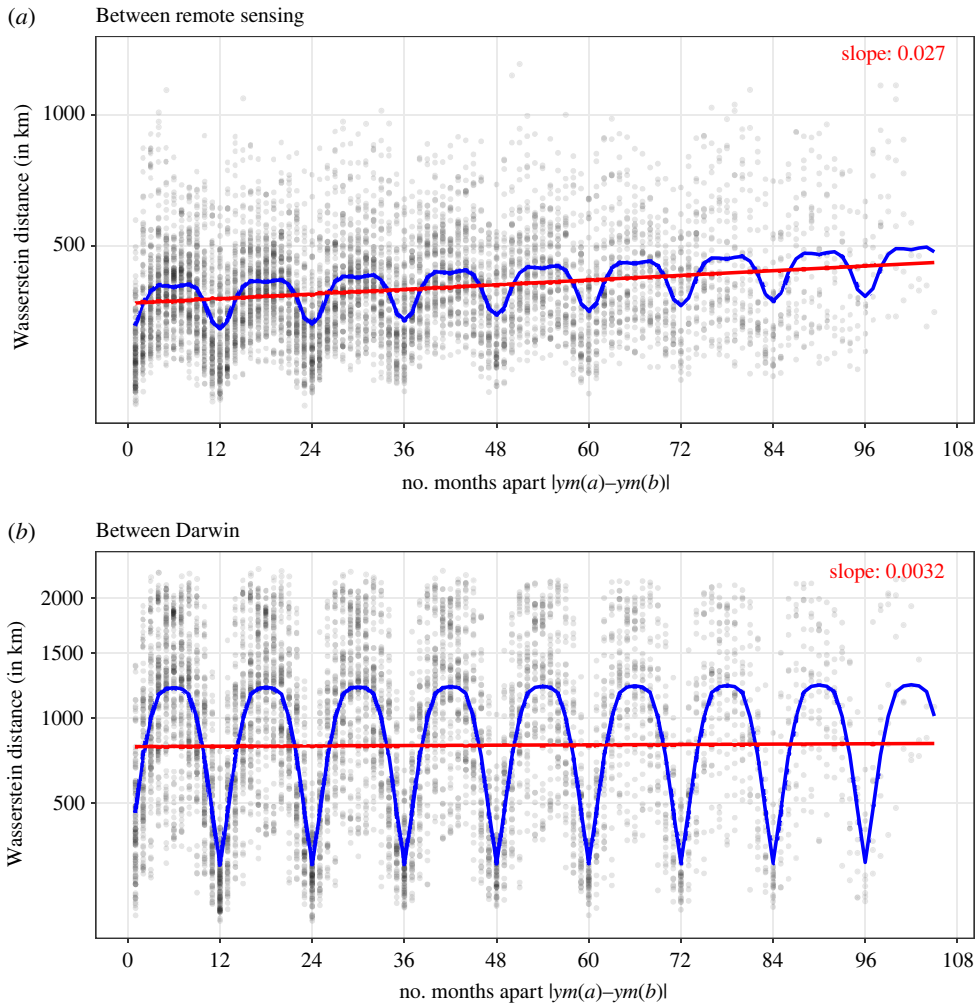 (a) Between remote sensing
slope: 0.027
Wasserstein distance (in km)
1000
500
0 12 24 36 48 60 72 84 96 108
no. months apart |ym(a)–ym(b)|
(b) Between Darwin
slope: 0.0032
Wasserstein distance (in km)
2000
1500
1000
500
0 12 24 36 48 60 72 84 96 108
no. months apart |ym(a)–ym(b)|